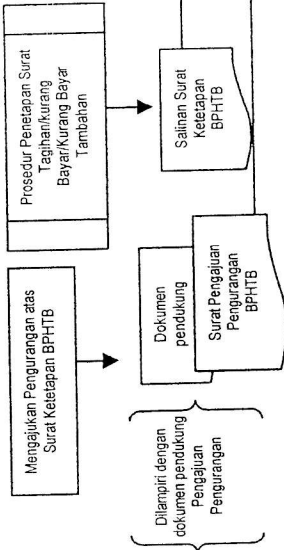 Prosedur Penetapan Surat
Tagihan/kurang
Bayar/Kurang Bayar
Tambahan
Salinan Surat
Ketetapan
BPHTB
Mengajukan Pengurangan atas
Surat Ketetapan BPHTB
Dokumen
pendukung
Surat Pengajuan
Pengurangan
BPHTB
Dilampiri dengan
dokumen pendukung
Pengajuan
Pengurangan